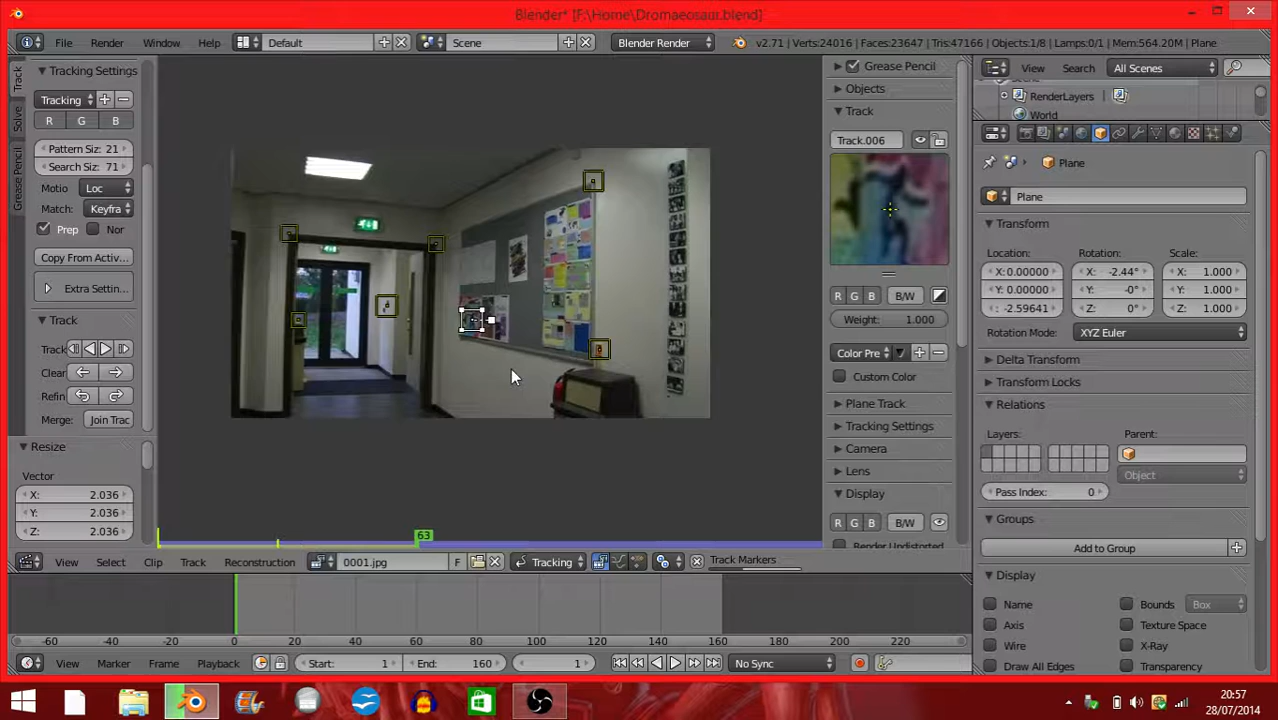 Blender* [F:\Home\Dromaeosaur.blend]
File Render Window Help Default Scene Blender Render v2.71 | Verts:24016 | Faces:23647 | Tris:47166 | Objects:1/8 | Lamps:0/1 | Mem:564.20M | Plane
Track
Solve
Grease Pencil
Tracking Settings
Tracking
R G B
Pattern Siz: 21
Search Siz: 71
Motio Loc
Match: Keyfra
Prep Nor
Copy From Activ...
Extra Settin...
Track
Track
Clear
Refin
Merge: Join Trac
Resize
Vector
X: 2.036
Y: 2.036
Z: 2.036
63
View Select Clip Track Reconstruction 0001.jpg F Tracking Track Markers
-60 -40 -20 0 20 40 60 80 100 120 140 160 180 200 220
View Marker Frame Playback Start: 1 End: 160 1 No Sync
Grease Pencil
Objects
Track
Track.006
R G B B/W
Weight: 1.000
Color Pre
Custom Color
Plane Track
Tracking Settings
Camera
Lens
Display
R G B B/W
Render Undistorted
View Search All Scenes
RenderLayers
World
Plane
Plane
Transform
Location: Rotation: Scale:
X:0.00000 X: -2.44° X: 1.000
Y: 0.00000 Y: -0° Y: 1.000
: -2.59641 Z: 0° Z: 1.000
Rotation Mode: XYZ Euler
Delta Transform
Transform Locks
Relations
Layers: Parent:
Object
Pass Index: 0
Groups
Add to Group
Display
Name Bounds Box
Axis Texture Space
Wire X-Ray
Draw All Edges Transparency
20:57
28/07/2014